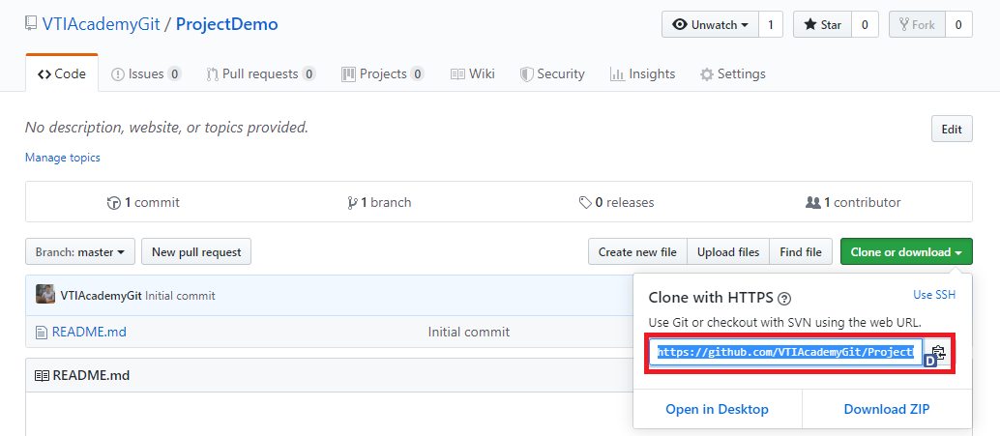 VTIAcademyGit / ProjectDemo
Unwatch 1 Star 0 Fork 0
Code Issues 0 Pull requests 0 Projects 0 Wiki Security Insights Settings
No description, website, or topics provided. Edit
Manage topics
1 commit 1 branch 0 releases 1 contributor
Branch: master New pull request Create new file Upload files Find file Clone or download
VTIAcademyGit Initial commit
README.md Initial commit
README.md
Clone with HTTPS ? Use SSH
Use Git or checkout with SVN using the web URL.
https://github.com/VTIAcademyGit/Project
D
Open in Desktop Download ZIP